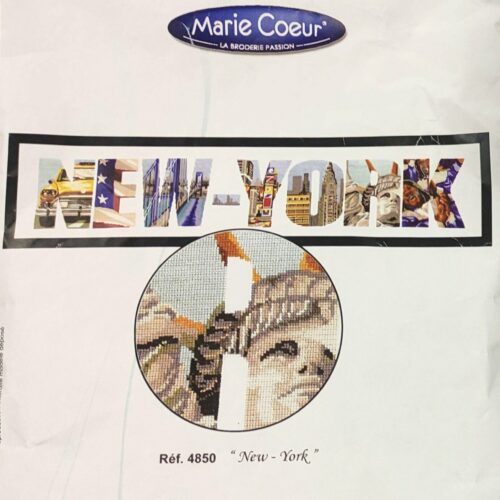 Marie Coeur®
LA BRODERIE PASSION
NEW-YORK
Réf. 4850 " New - York "